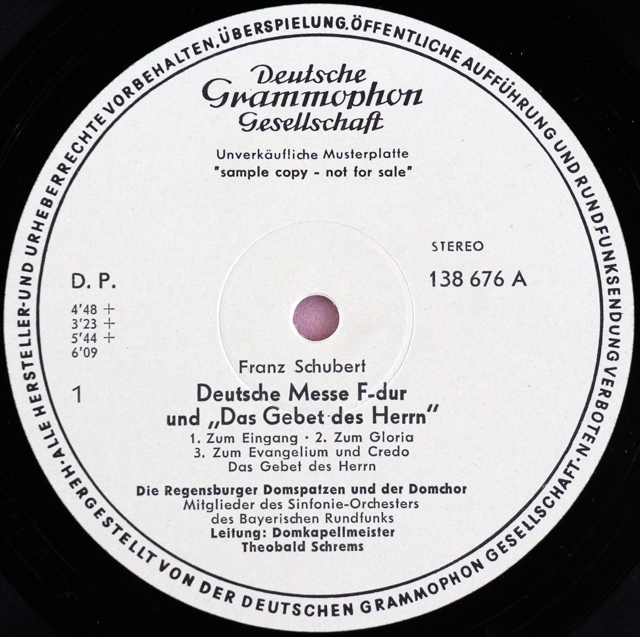 ·ALLE HERSTELLER-UND URHEBERRECHTE VORBEHALTEN,ÜBERSPIELUNG,ÖFFENTLICHE AUFFÜHRUNG UND RUNDFUNKSENDUNG VERBOTEN·
Deutsche
Grammophon
Gesellschaft
Unverkäufliche Musterplatte
"sample copy - not for sale"
STEREO
D. P.
138 676 A
4'48 +
3'23 +
5'44 +
6'09
Franz Schubert
1
Deutsche Messe F-dur
und „Das Gebet des Herrn“
1. Zum Eingang · 2. Zum Gloria
3. Zum Evangelium und Credo
Das Gebet des Herrn
Die Regensburger Domspatzen und der Domchor
Mitglieder des Sinfonie-Orchesters
des Bayerischen Rundfunks
Leitung: Domkapellmeister
Theobald Schrems
HERGESTELLT VON DER DEUTSCHEN GRAMMOPHON GESELLSCHAFT·